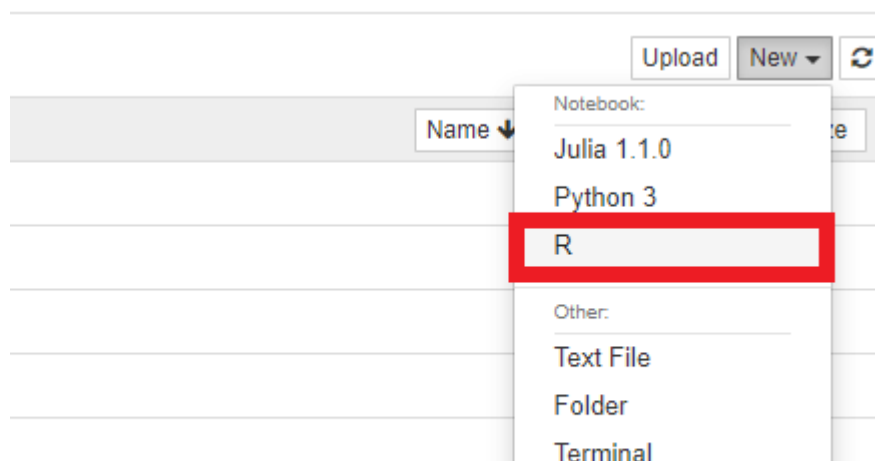 Upload New
Notebook:
Name
Julia 1.1.0
Python 3
R
Other:
Text File
Folder
Terminal